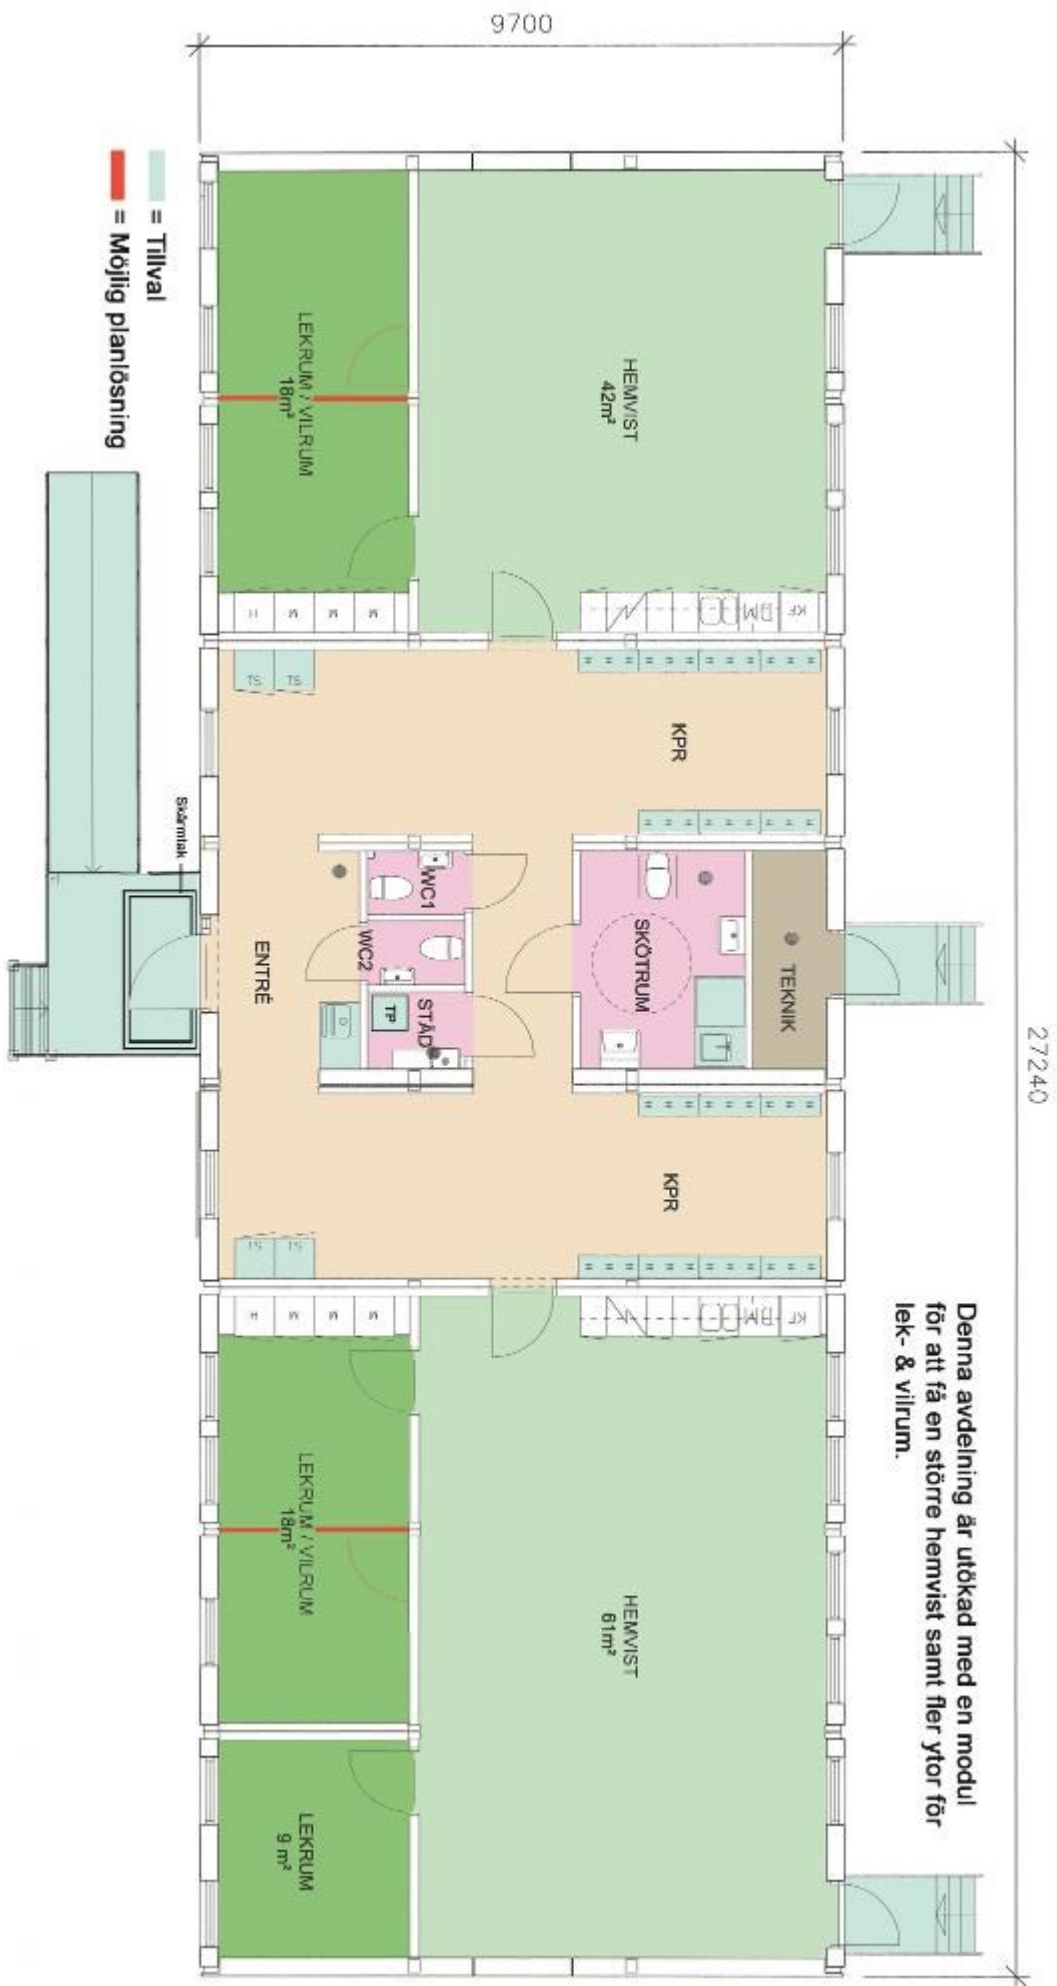 9700
27240
= Tillval
= Möjlig planlösning
Denna avdelning är utökad med en modul
för att få en större hemvist samt fler ytor för
lek- & vilrum.
HEMVIST
42m²
LEKRUM / VILRUM
18m²
H
M
M
M
DM
KF
TS
TS
KPR
H H H H H H H H H H H H
H H H H H H H H H
Skärmtak
ENTRÉ
WC1
WC2
STÄD
TP
SKÖTRUM
TEKNIK
H H H H H H H H H
KPR
TS
TS
H H H H H H H H H H H H
H
M
M
M
DM
KF
LEKRUM / VILRUM
18m²
HEMVIST
61m²
LEKRUM
9 m²